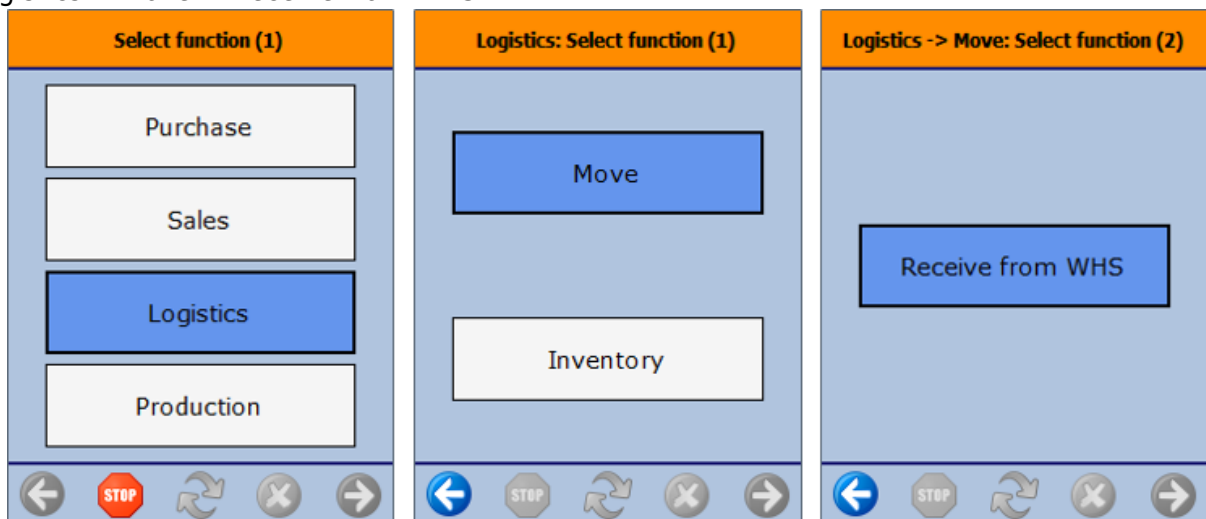 Select function (1)
Purchase
Sales
Logistics
Production
STOP
Logistics: Select function (1)
Move
Inventory
STOP
Logistics -> Move: Select function (2)
Receive from WHS
STOP